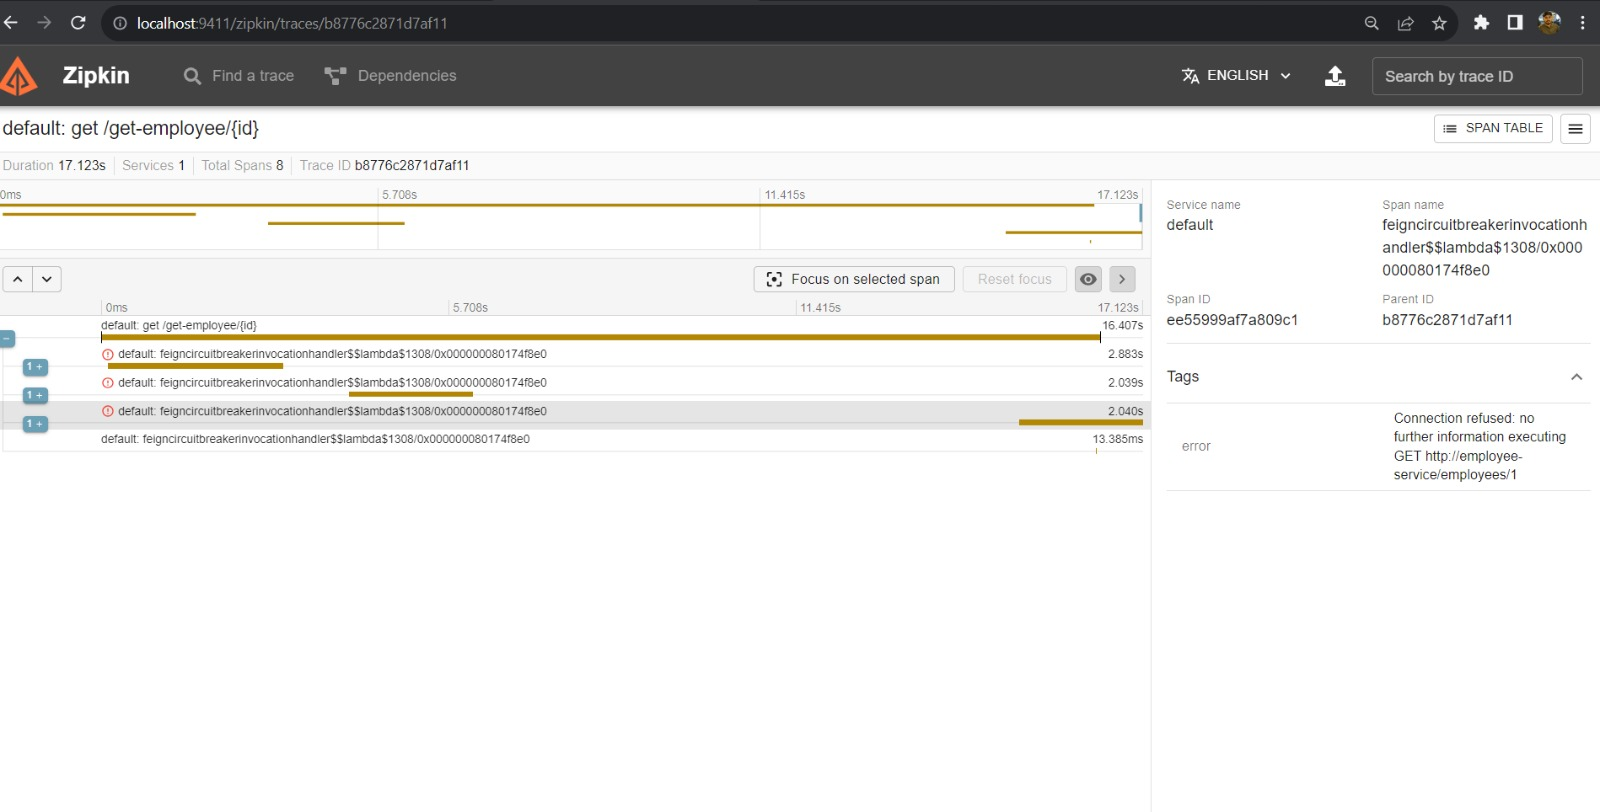 localhost:9411/zipkin/traces/b8776c2871d7af11
Zipkin
Find a trace
Dependencies
ENGLISH
Search by trace ID
default: get /get-employee/{id}
SPAN TABLE
Duration 17.123s Services 1 Total Spans 8 Trace ID b8776c2871d7af11
0ms 5.708s 11.415s 17.123s
Focus on selected span
Reset focus
0ms 5.708s 11.415s 17.123s
default: get /get-employee/{id} 16.407s
default: feigncircuitbreakerinvocationhandler$$lambda$1308/0x000000080174f8e0 2.883s
1 +
default: feigncircuitbreakerinvocationhandler$$lambda$1308/0x000000080174f8e0 2.039s
1 +
default: feigncircuitbreakerinvocationhandler$$lambda$1308/0x000000080174f8e0 2.040s
1 +
default: feigncircuitbreakerinvocationhandler$$lambda$1308/0x000000080174f8e0 13.385ms
Service name
default
Span name
feigncircuitbreakerinvocationh
andler$$lambda$1308/0x000
000080174f8e0
Span ID
ee55999af7a809c1
Parent ID
b8776c2871d7af11
Tags
error
Connection refused: no
further information executing
GET http://employee-
service/employees/1